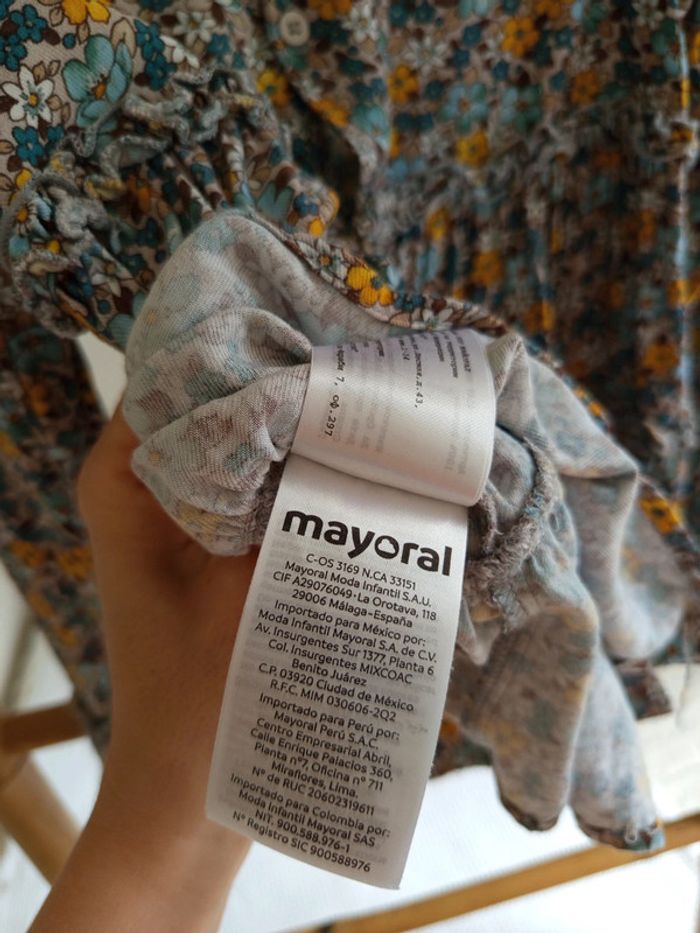 оф.297.
mayoral
C-OS 3169 N.CA 33151
Mayoral Moda Infantil S.A.U.
CIF A29076049·La Orotava, 118
29006 Málaga-España
Importado para México por:
Moda Infantil Mayoral S.A. de C.V.
Av. Insurgentes Sur 1377, Planta 6
Col. Insurgentes MIXCOAC
Benito Juárez
C.P. 03920 Ciudad de México
R.F.C. MIM 030606-2Q2
Importado para Perú por:
Mayoral Perú S.A.C.
Centro Empresarial Abril,
Calle Enrique Palacios 360,
Planta nº7, Oficina nº 711
Miraflores, Lima.
Nº de RUC 20602319611
Importado para Colombia por:
Moda Infantil Mayoral SAS
NIT. 900.588.976-1
Nº Registro SIC 900588976